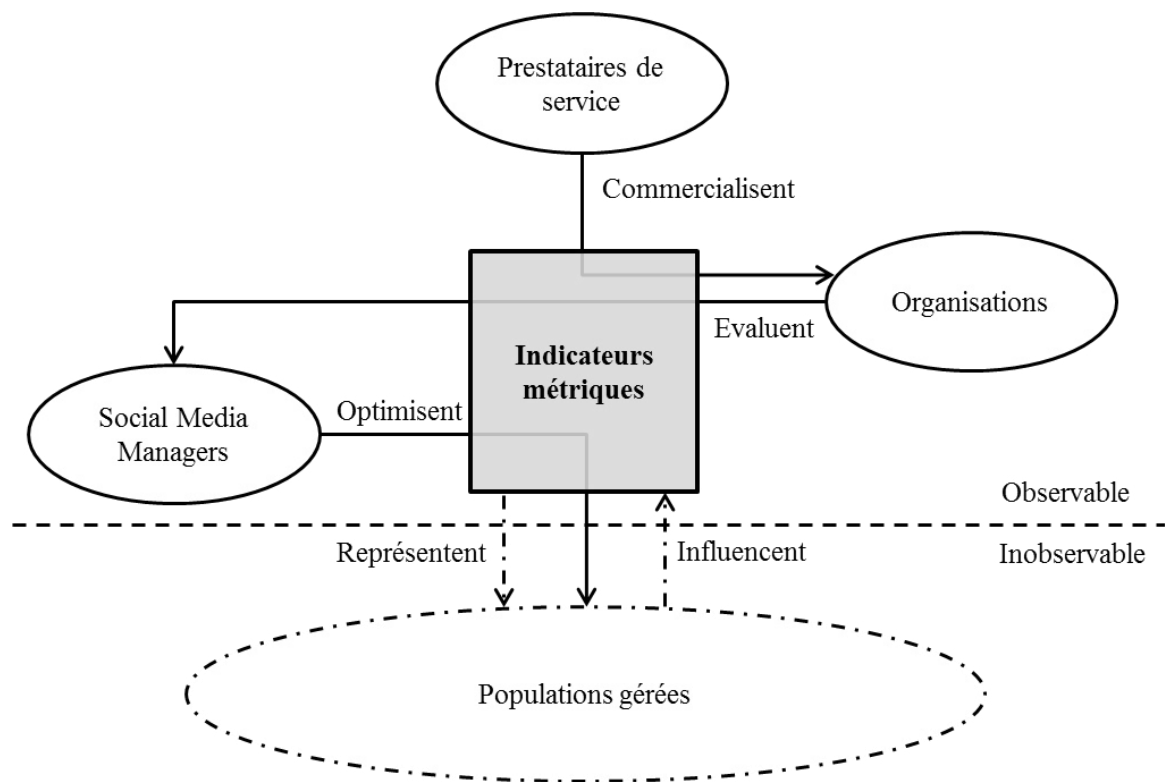 Prestataires de
service
Commercialisent
Organisations
Evaluent
Indicateurs
métriques
Optimisent
Social Media
Managers
Observable
Inobservable
Représentent
Influencent
Populations gérées